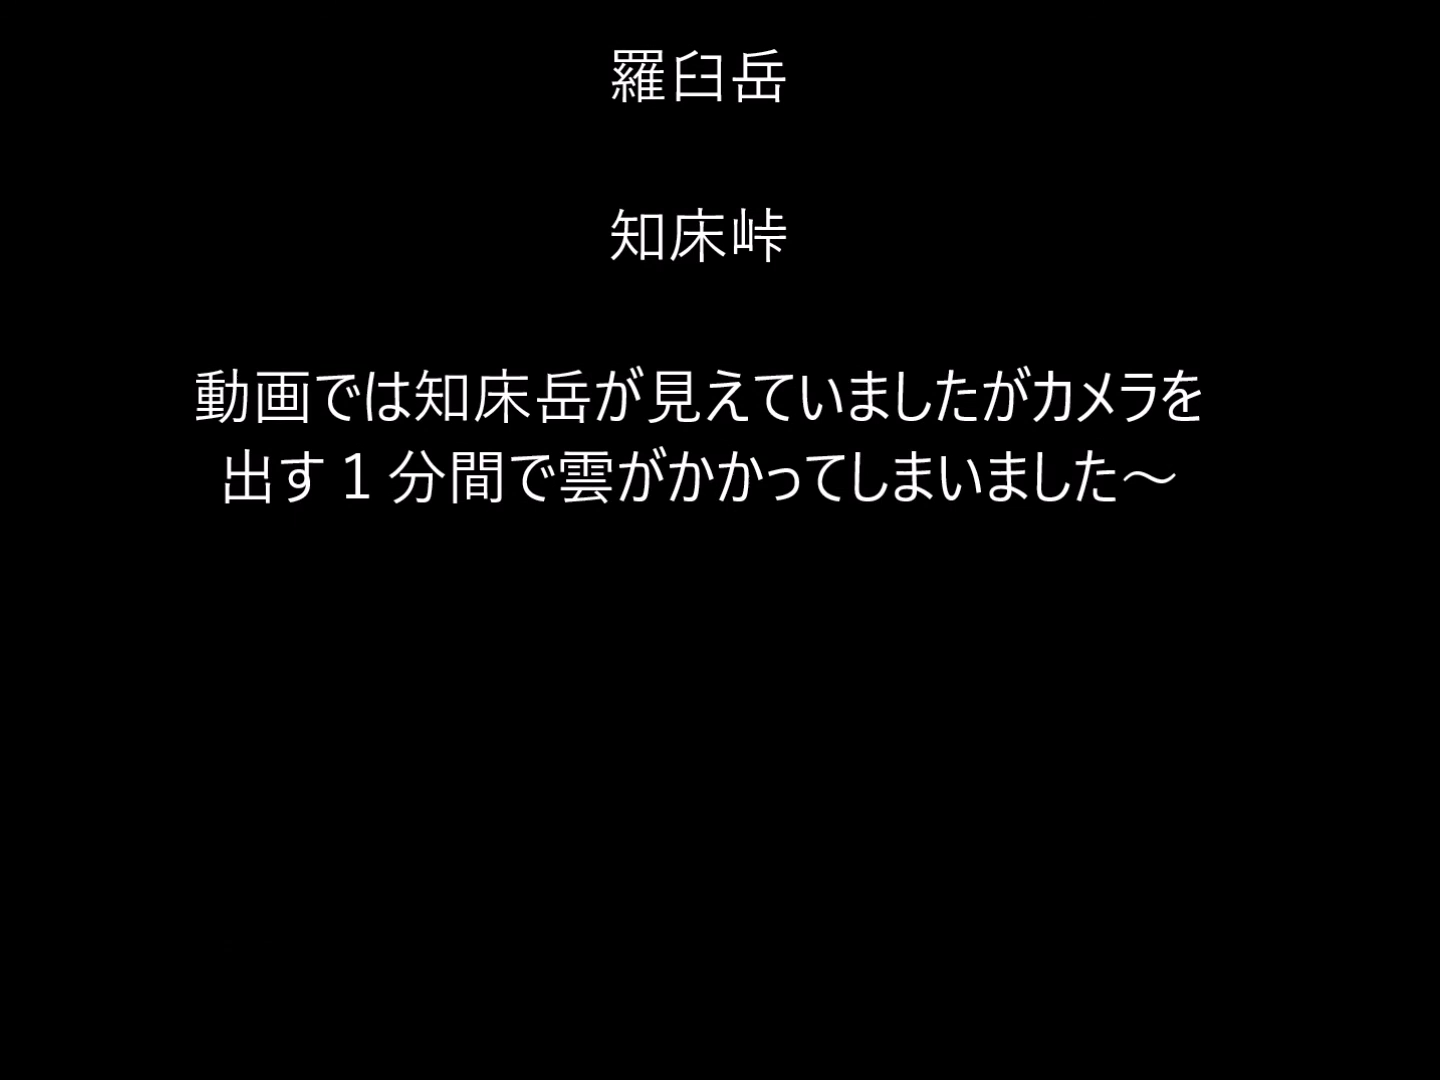 羅臼岳
知床峠
動画では知床岳が見えていましたがカメラを
出す１分間で雲がかかってしまいました～